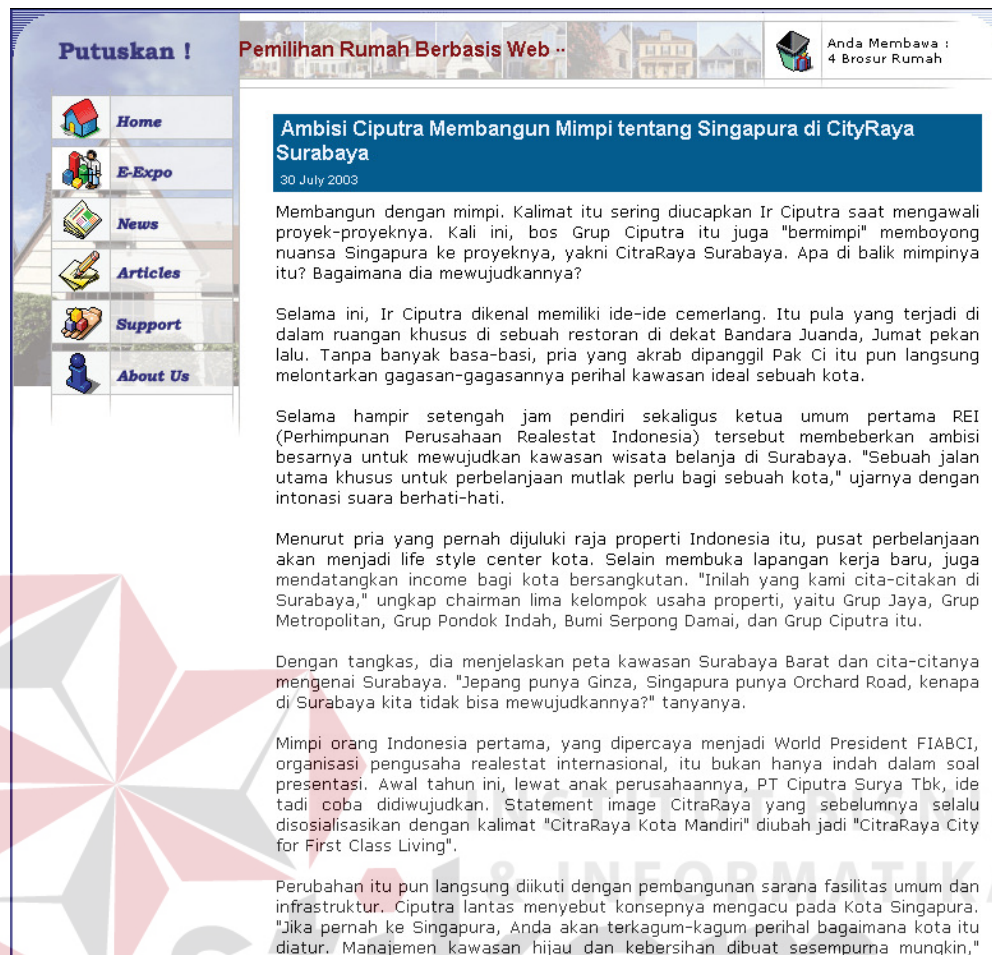 Putuskan !
Pemilihan Rumah Berbasis Web ··
Anda Membawa :
4 Brosur Rumah
Home
E-Expo
News
Articles
Support
About Us
Ambisi Ciputra Membangun Mimpi tentang Singapura di CityRaya
Surabaya
30 July 2003
Membangun dengan mimpi. Kalimat itu sering diucapkan Ir Ciputra saat mengawali
proyek-proyeknya. Kali ini, bos Grup Ciputra itu juga "bermimpi" memboyong
nuansa Singapura ke proyeknya, yakni CitraRaya Surabaya. Apa di balik mimpinya
itu? Bagaimana dia mewujudkannya?
Selama ini, Ir Ciputra dikenal memiliki ide-ide cemerlang. Itu pula yang terjadi di
dalam ruangan khusus di sebuah restoran di dekat Bandara Juanda, Jumat pekan
lalu. Tanpa banyak basa-basi, pria yang akrab dipanggil Pak Ci itu pun langsung
melontarkan gagasan-gagasannya perihal kawasan ideal sebuah kota.
Selama hampir setengah jam pendiri sekaligus ketua umum pertama REI
(Perhimpunan Perusahaan Realestat Indonesia) tersebut membeberkan ambisi
besarnya untuk mewujudkan kawasan wisata belanja di Surabaya. "Sebuah jalan
utama khusus untuk perbelanjaan mutlak perlu bagi sebuah kota," ujarnya dengan
intonasi suara berhati-hati.
Menurut pria yang pernah dijuluki raja properti Indonesia itu, pusat perbelanjaan
akan menjadi life style center kota. Selain membuka lapangan kerja baru, juga
mendatangkan income bagi kota bersangkutan. "Inilah yang kami cita-citakan di
Surabaya," ungkap chairman lima kelompok usaha properti, yaitu Grup Jaya, Grup
Metropolitan, Grup Pondok Indah, Bumi Serpong Damai, dan Grup Ciputra itu.
Dengan tangkas, dia menjelaskan peta kawasan Surabaya Barat dan cita-citanya
mengenai Surabaya. "Jepang punya Ginza, Singapura punya Orchard Road, kenapa
di Surabaya kita tidak bisa mewujudkannya?" tanyanya.
Mimpi orang Indonesia pertama, yang dipercaya menjadi World President FIABCI,
organisasi pengusaha realestat internasional, itu bukan hanya indah dalam soal
presentasi. Awal tahun ini, lewat anak perusahaannya, PT Ciputra Surya Tbk, ide
tadi coba didiwujudkan. Statement image CitraRaya yang sebelumnya selalu
disosialisasikan dengan kalimat "CitraRaya Kota Mandiri" diubah jadi "CitraRaya City
for First Class Living".
Perubahan itu pun langsung diikuti dengan pembangunan sarana fasilitas umum dan
infrastruktur. Ciputra lantas menyebut konsepnya mengacu pada Kota Singapura.
"Jika pernah ke Singapura, Anda akan terkagum-kagum perihal bagaimana kota itu
diatur. Manajemen kawasan hijau dan kebersihan dibuat sesempurna mungkin,"
INSTITUT BISNI
& INFORMATIKA